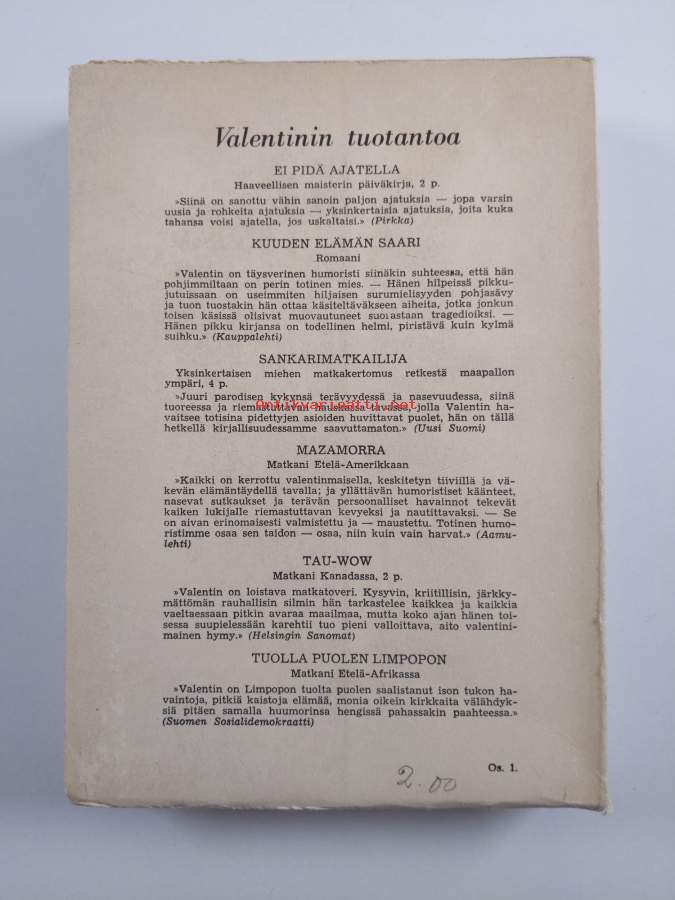 Valentinin tuotantoa
EI PIDÄ AJATELLA
Haaveellisen maisterin päiväkirja, 2 p.
»Siinä on sanottu vähin sanoin paljon ajatuksia — jopa varsin
uusia ja rohkeita ajatuksia — yksinkertaisia ajatuksia, joita kuka
tahansa voisi ajatella, jos uskaltaisi.» (Pirkka)
KUUDEN ELÄMÄN SAARI
Romaani
»Valentin on täysverinen humoristi siinäkin suhteessa, että hän
pohjimmiltaan on perin totinen mies. — Hänen hilpeissä pikku-
jutuissaan on useimmiten hiljaisen surumielisyyden pohjasävy
ja tuon tuostakin hän ottaa käsiteltäväkseen aiheita, jotka jonkun
toisen käsissä olisivat muovautuneet suorastaan tragedioiksi. —
Hänen pikku kirjansa on todellinen helmi, piristävä kuin kylmä
suihku.» (Kauppalehti)
SANKARIMATKAILIJA
Yksinkertaisen miehen matkakertomus retkestä maapallon
ympäri, 4 p.
»Juuri parodisen kykynsä terävyydessä ja nasevuudessa, siinä
antikvariaatti.net
tuoreessa ja riemastuttavan hauskassa tavassa, jolla Valentin ha-
vaitsee totisina pidettyjen asioiden huvittavat puolet, hän on tällä
hetkellä kirjallisuudessamme saavuttamaton.» (Uusi Suomi)
MAZAMORRA
Matkani Etelä-Amerikkaan
»Kaikki on kerrottu valentinmaisella, keskitetyn tiiviillä ja vä-
kevän elämäntäydellä tavalla; ja yllättävän humoristiset käänteet,
nasevat sutkaukset ja terävän persoonalliset havainnot tekevät
kaiken lukijalle riemastuttavan kevyeksi ja nautittavaksi. — Se
on aivan erinomaisesti valmistettu ja — maustettu. Totinen humo-
ristimme osaa sen taidon — osaa, niin kuin vain harvat.» (Aamu-
lehti)
TAU-WOW
Matkani Kanadassa, 2 p.
»Valentin on loistava matkatoveri. Kysyvin, kriitillisin, järkky-
mättömän rauhallisin silmin hän tarkastelee kaikkea ja kaikkia
vaeltaessaan pitkin avaraa maailmaa, mutta koko ajan hänen toi-
sessa suupielessään karehtii tuo pieni valloittava, aito valentini-
mainen hymy.» (Helsingin Sanomat)
TUOLLA PUOLEN LIMPOPON
Matkani Etelä-Afrikassa
»Valentin on Limpopon tuolta puolen saalistanut ison tukon ha-
vaintoja, pitkiä kaistoja elämää, monia oikein kirkkaita välähdyk-
siä pitäen samalla huumorinsa hengissä pahassakin paahteessa.»
(Suomen Sosialidemokraatti)
Os. 1.
2.00